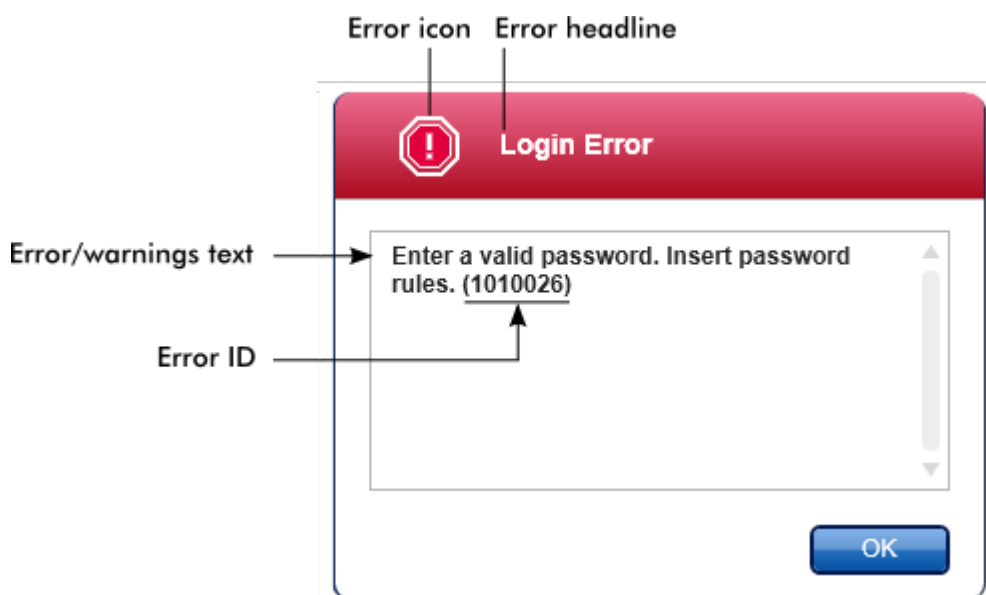 Error icon Error headline
Login Error
Error/warnings text
Enter a valid password. Insert password
rules. (1010026)
Error ID
OK